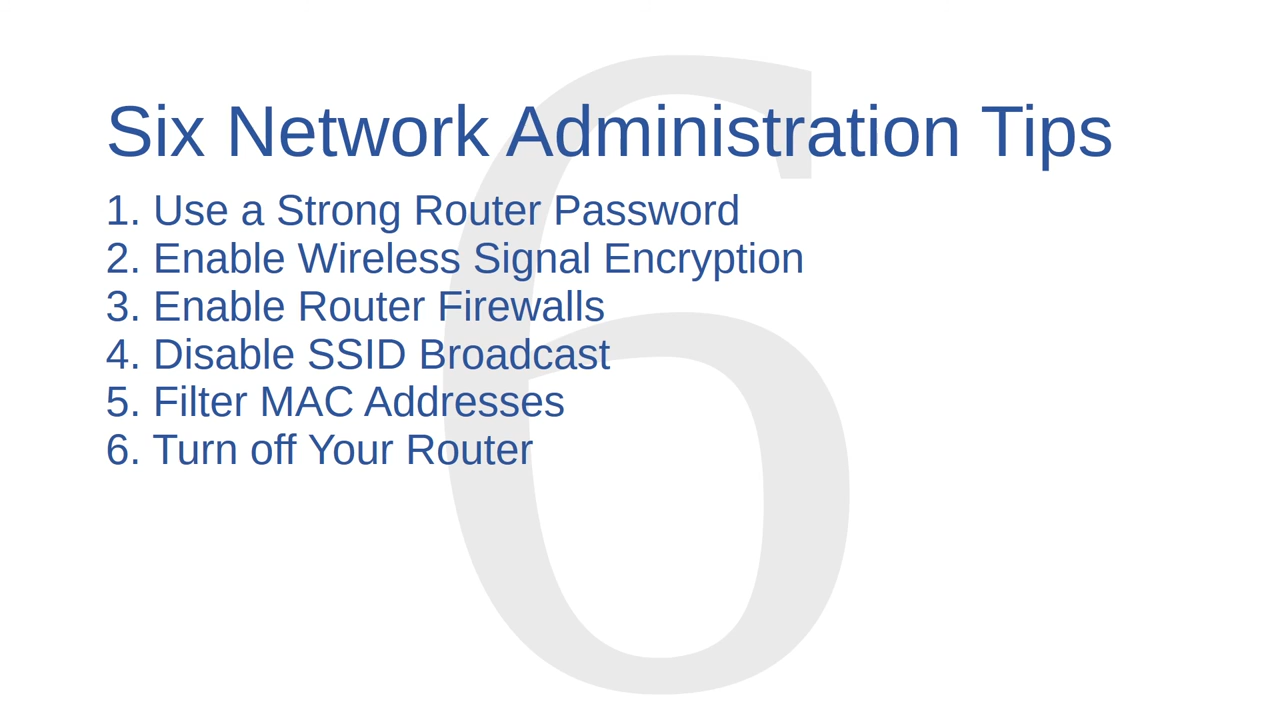 Six Network Administration Tips
1. Use a Strong Router Password
2. Enable Wireless Signal Encryption
3. Enable Router Firewalls
4. Disable SSID Broadcast
5. Filter MAC Addresses
6. Turn off Your Router
6